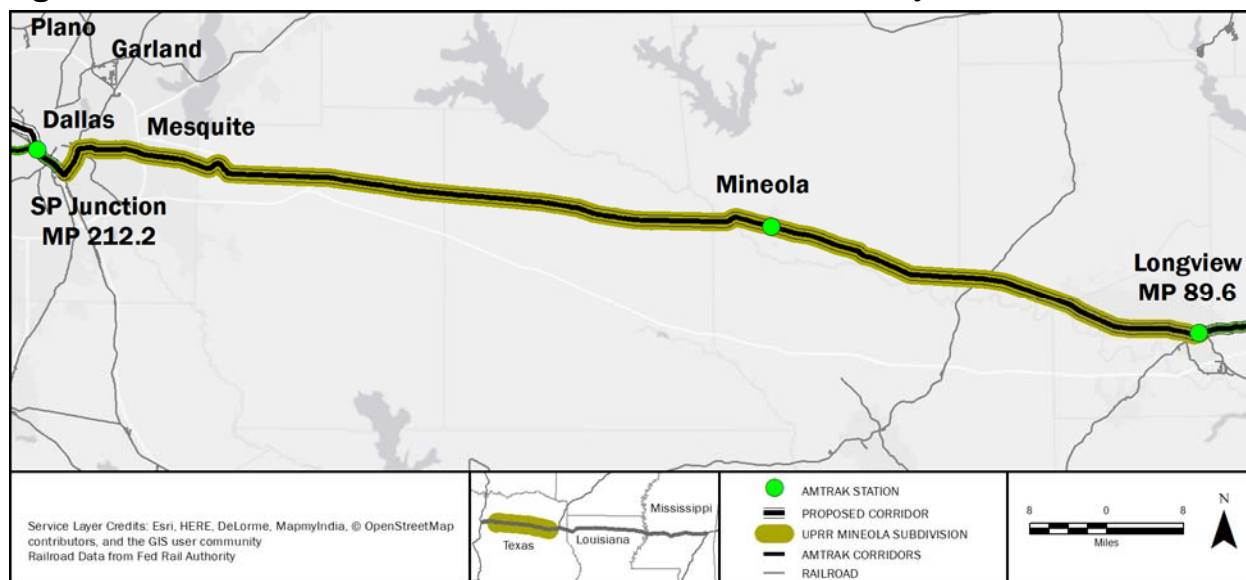 Plano
Garland
Dallas
Mesquite
SP Junction
MP 212.2
Mineola
Longview
MP 89.6
Service Layer Credits: Esri, HERE, DeLorme, MapmyIndia, © OpenStreetMap
contributors, and the GIS user community
Railroad Data from Fed Rail Authority
Mississippi
Louisiana
Texas
AMTRAK STATION
PROPOSED CORRIDOR
UPRR MINEOLA SUBDIVISION
AMTRAK CORRIDORS
RAILROAD
8 0 8
Miles
N